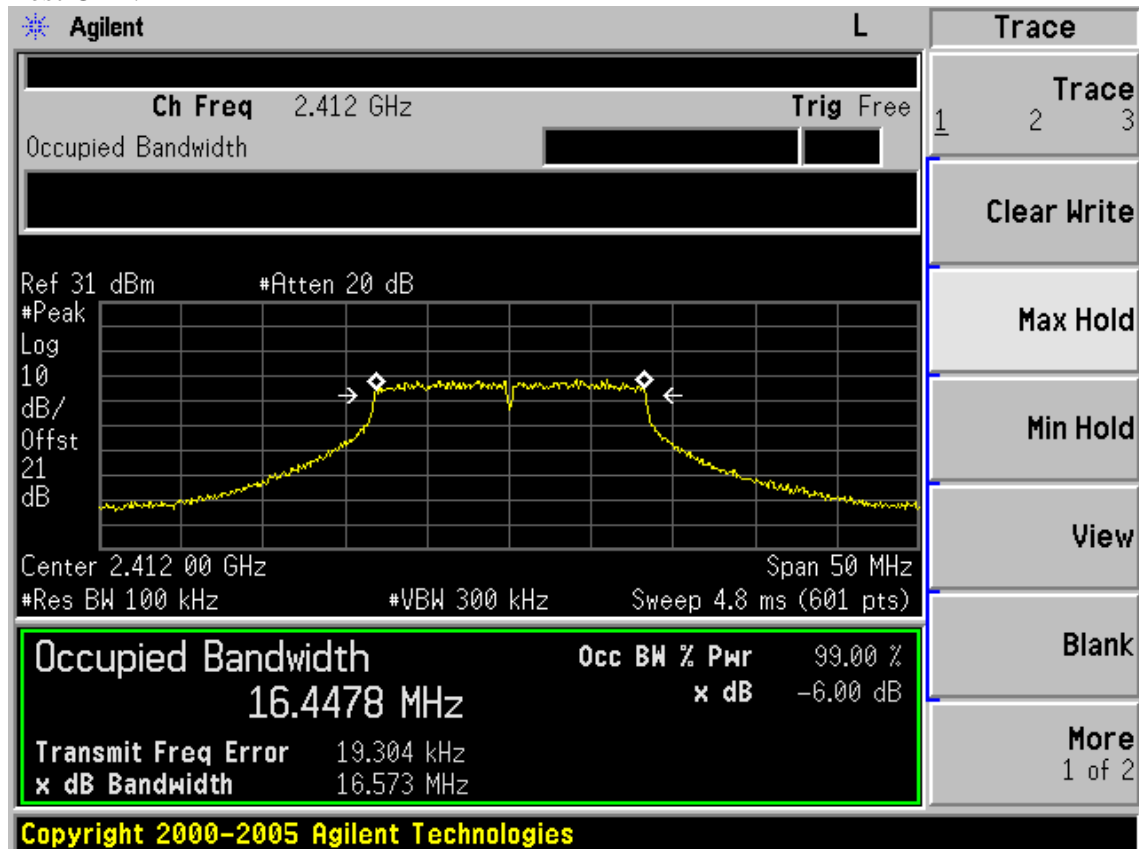 Agilent L Trace
Ch Freq 2.412 GHz Trig Free
Occupied Bandwidth
Trace
1 2 3
Clear Write
Max Hold
Min Hold
View
Blank
More
1 of 2
Ref 31 dBm #Atten 20 dB
#Peak
Log
10
dB/
Offst
21
dB
Center 2.412 00 GHz Span 50 MHz
#Res BW 100 kHz #VBW 300 kHz Sweep 4.8 ms (601 pts)
Occupied Bandwidth Occ BW % Pwr 99.00 %
16.4478 MHz x dB -6.00 dB
Transmit Freq Error 19.304 kHz
x dB Bandwidth 16.573 MHz
Copyright 2000-2005 Agilent Technologies